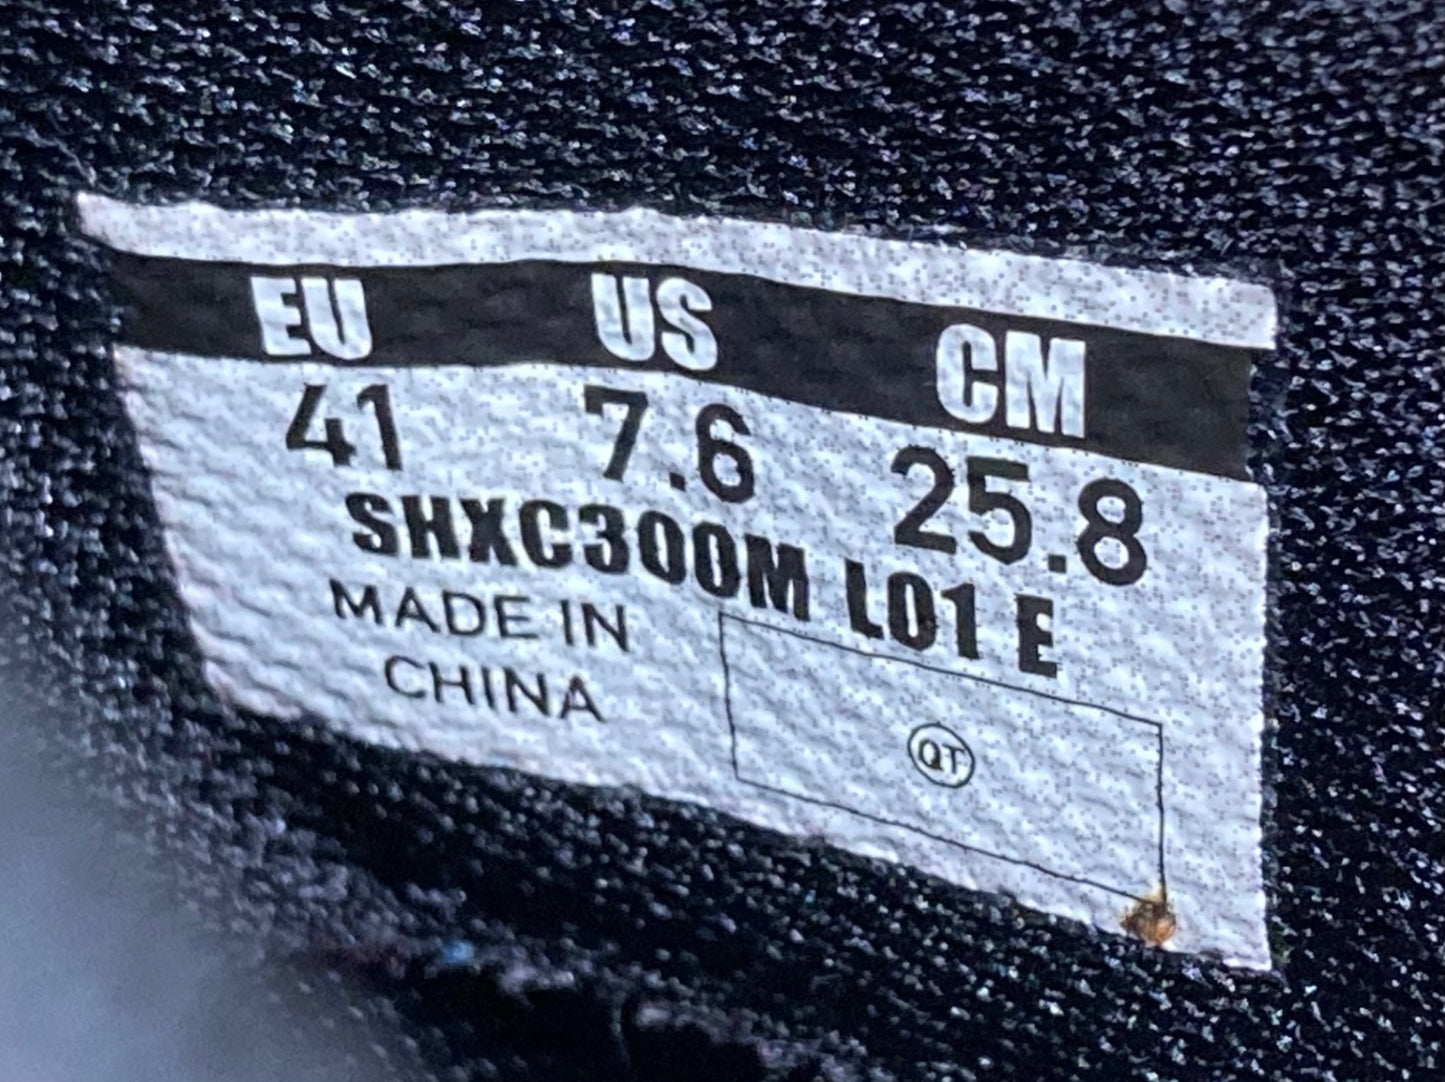 EU US CM
41 7.6 25.8
SHXC300M L01 E
MADE IN
CHINA
QT